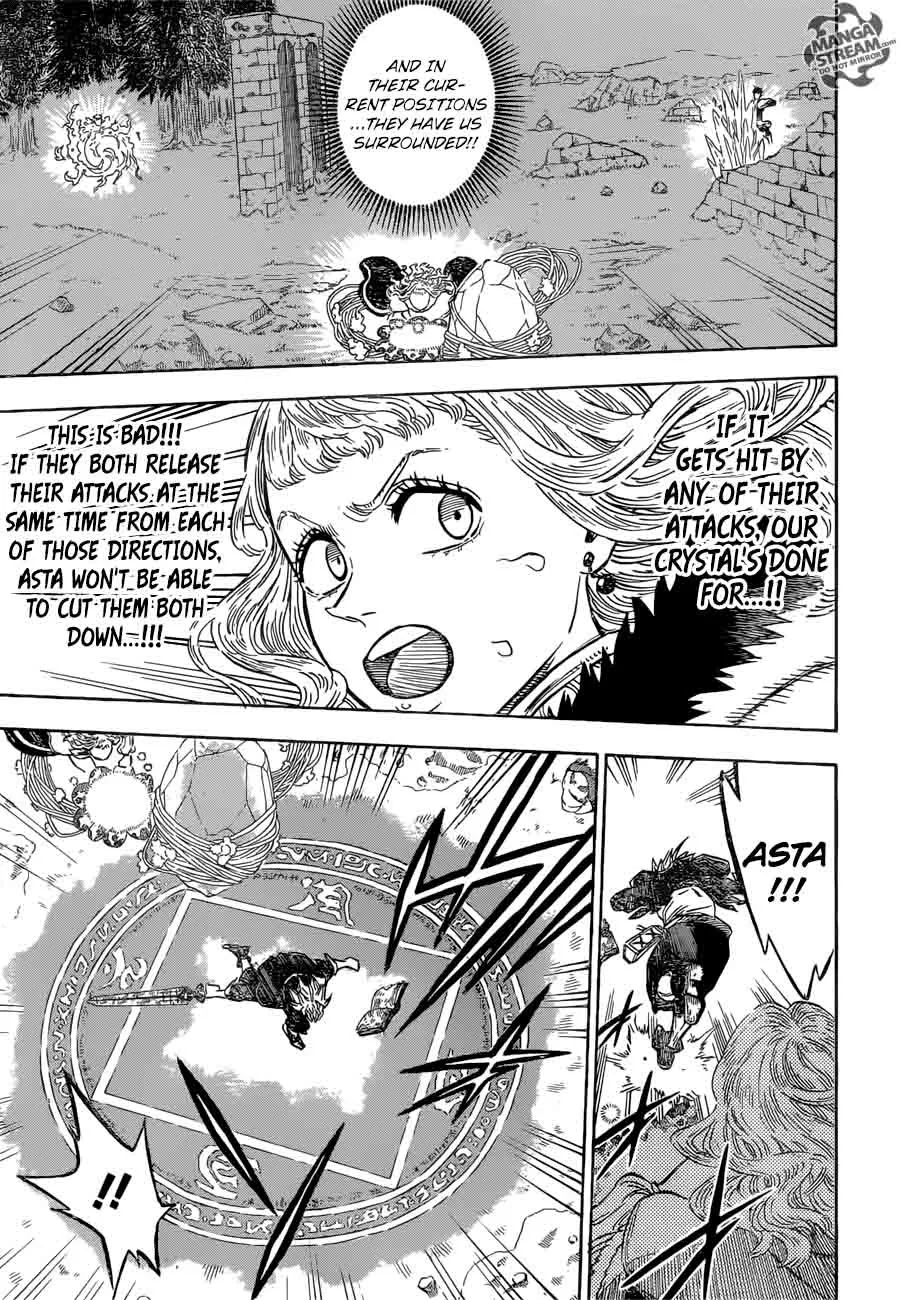 MANGA
STREAM.com
DO NOT MIRROR
AND IN
THEIR CUR-
RENT POSITIONS
...THEY HAVE US
SURROUNDED!!
IF IT
GETS HIT BY
ANY OF THEIR
ATTACKS, OUR
CRYSTAL'S DONE
FOR...!!
THIS IS BAD!!!
IF THEY BOTH RELEASE
THEIR ATTACKS AT THE
SAME TIME FROM EACH
OF THOSE DIRECTIONS,
ASTA WON'T BE ABLE
TO CUT THEM BOTH
DOWN...!!!
ASTA
!!!
!!